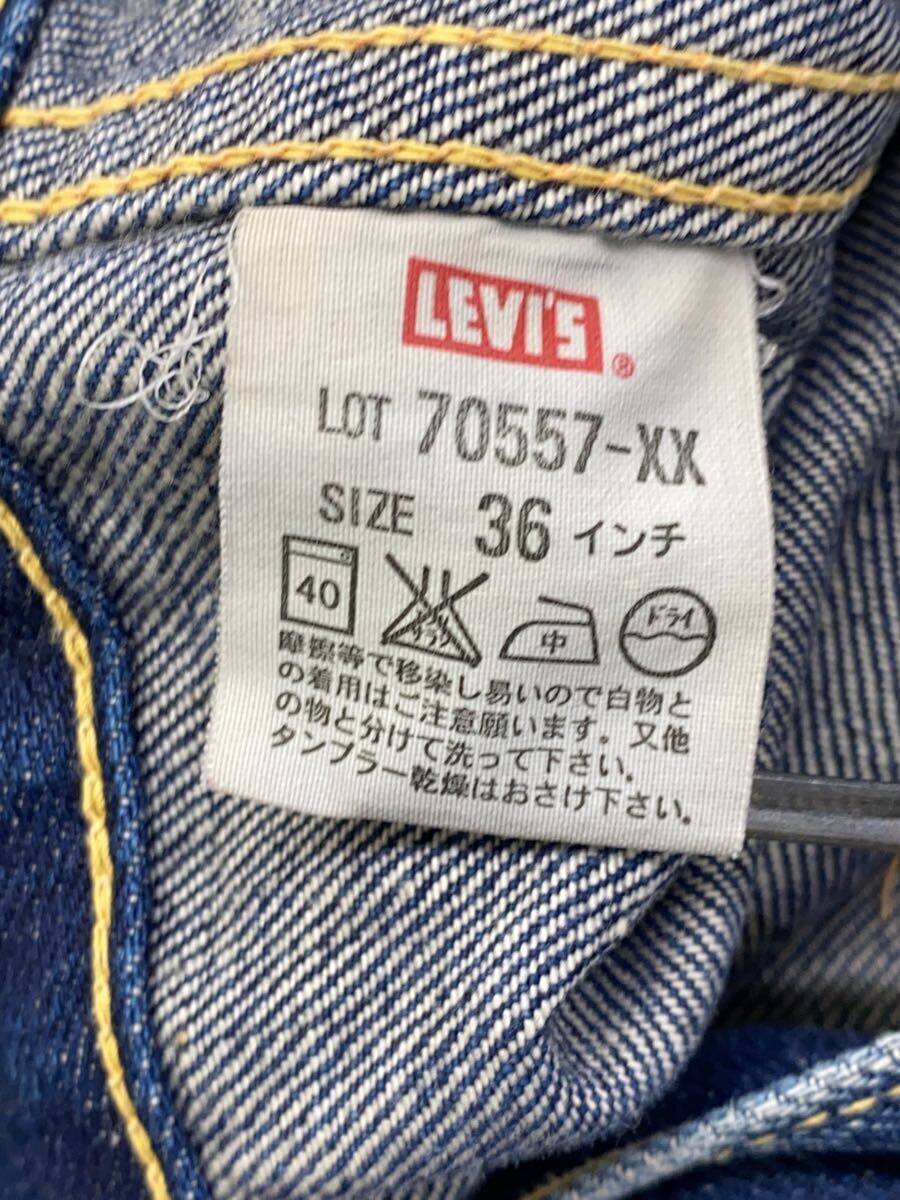 LEVI'S®
LOT 70557-XX
SIZE 36 インチ
40 サラシ 中 ドライ
摩擦等で移染し易いので白物と
の着用はご注意願います。又他
の物と分けて洗って下さい。
タンブラー乾燥はおさけ下さい。